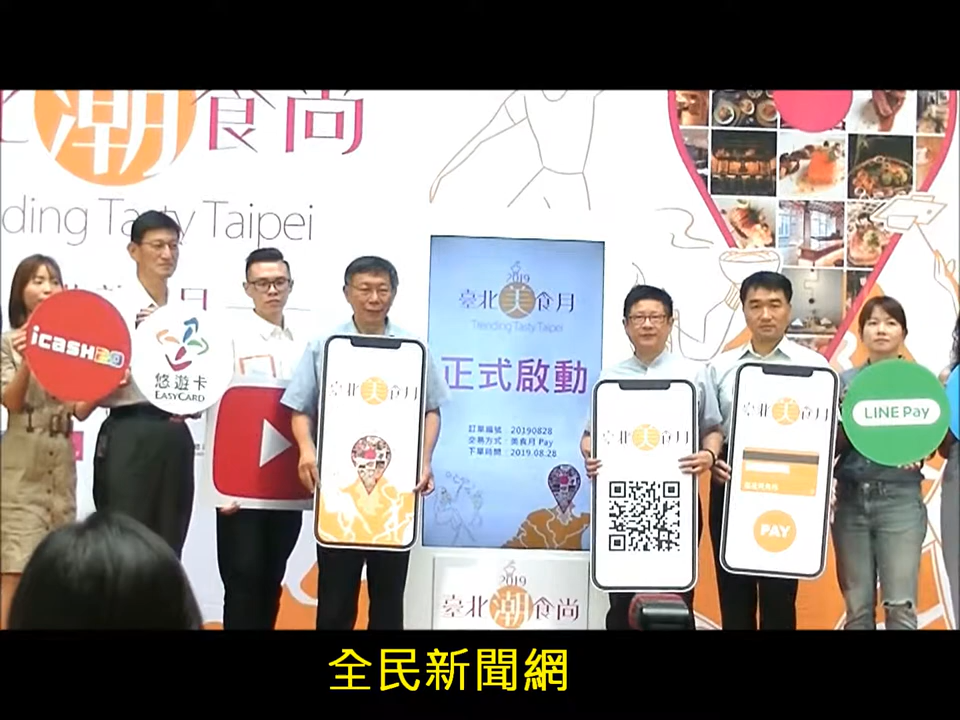 潮食尚
Tasty Taipei
icash2.0
悠遊卡
EASYCARD
臺北美食月
2019
臺北美食月
Trending Tasty Taipei
正式啟動
訂單編號：20190828
交易方式：美食月 Pay
下單時間：2019.08.28
臺北美食月
臺北美食月
PAY
LINE Pay
2019
臺北潮食尚
全民新聞網